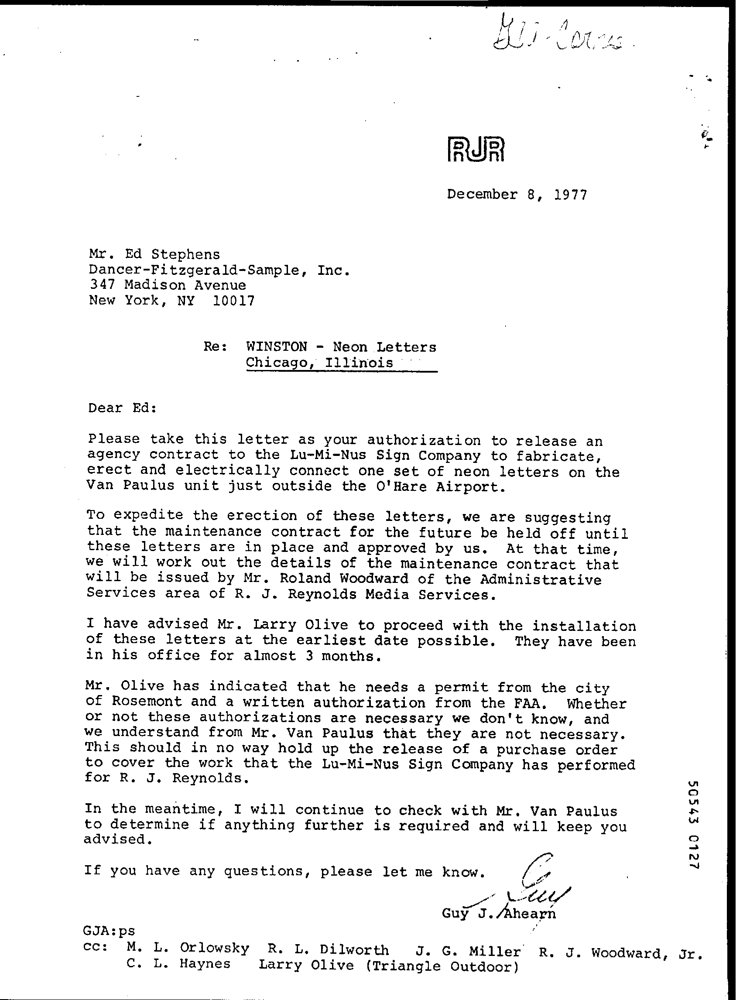 RJR
December 8, 1977
Mr. Ed Stephens
Dancer-Fitzgerald-Sample, Inc.
347 Madison Avenue
New York, NY 10017
Re: WINSTON - Neon Letters
Chicago, Illinois
Dear Ed:
Please take this letter as your authorization to release an
agency contract to the Lu-Mi-Nus Sign Company to fabricate,
erect and electrically connect one set of neon letters on the
Van Paulus unit just outside the O'Hare Airport.
To expedite the erection of these letters, we are suggesting
that the maintenance contract for the future be held off until
these letters are in place and approved by us. At that time,
we will work out the details of the maintenance contract that
will be issued by Mr. Roland Woodward of the Administrative
Services area of R. J. Reynolds Media Services.
I have advised Mr. Larry Olive to proceed with the installation
of these letters at the earliest date possible. They have been
in his office for almost 3 months.
Mr. Olive has indicated that he needs a permit from the city
of Rosemont and a written authorization from the FAA. Whether
or not these authorizations are necessary we don't know, and
we understand from Mr. Van Paulus that they are not necessary.
This should in no way hold up the release of a purchase order
to cover the work that the Lu-Mi-Nus Sign Company has performed
for R. J. Reynolds.
In the meantime, I will continue to check with Mr. Van Paulus
to determine if anything further is required and will keep you
advised.
If you have any questions, please let me know.
Guy
Guy J. Ahearn
GJA:ps
cc: M. L. Orlowsky R. L. Dilworth J. G. Miller R. J. Woodward, Jr.
C. L. Haynes Larry Olive (Triangle Outdoor)
50543 0127